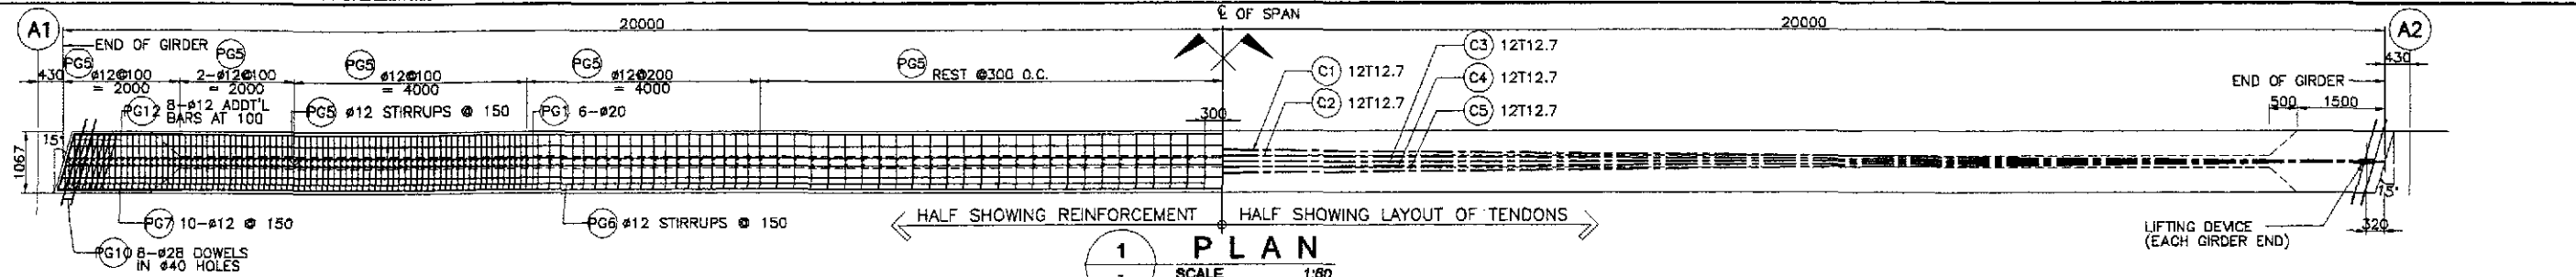 ℄ OF SPAN
A1
20000
20000
A2
END OF GIRDER
PG5
PG5
PG5
PG5
PG5
C3 12T12.7
430
ø12@100
= 2000
2-ø12@100
= 2000
ø12@100
= 4000
ø12@200
= 4000
REST @300 O.C.
C1 12T12.7
C4 12T12.7
END OF GIRDER
430
PG12 8-ø12 ADDT'L
BARS AT 100
PG5 ø12 STIRRUPS @ 150
PG1 6-ø20
300
C2 12T12.7
C5 12T12.7
500
1500
15°
1067
15°
PG7 10-ø12 @ 150
PG6 ø12 STIRRUPS @ 150
HALF SHOWING REINFORCEMENT
HALF SHOWING LAYOUT OF TENDONS
LIFTING DEVICE
(EACH GIRDER END)
320
PG10 8-ø28 DOWELS
IN ø40 HOLES
1
-
PLAN
SCALE 1:60